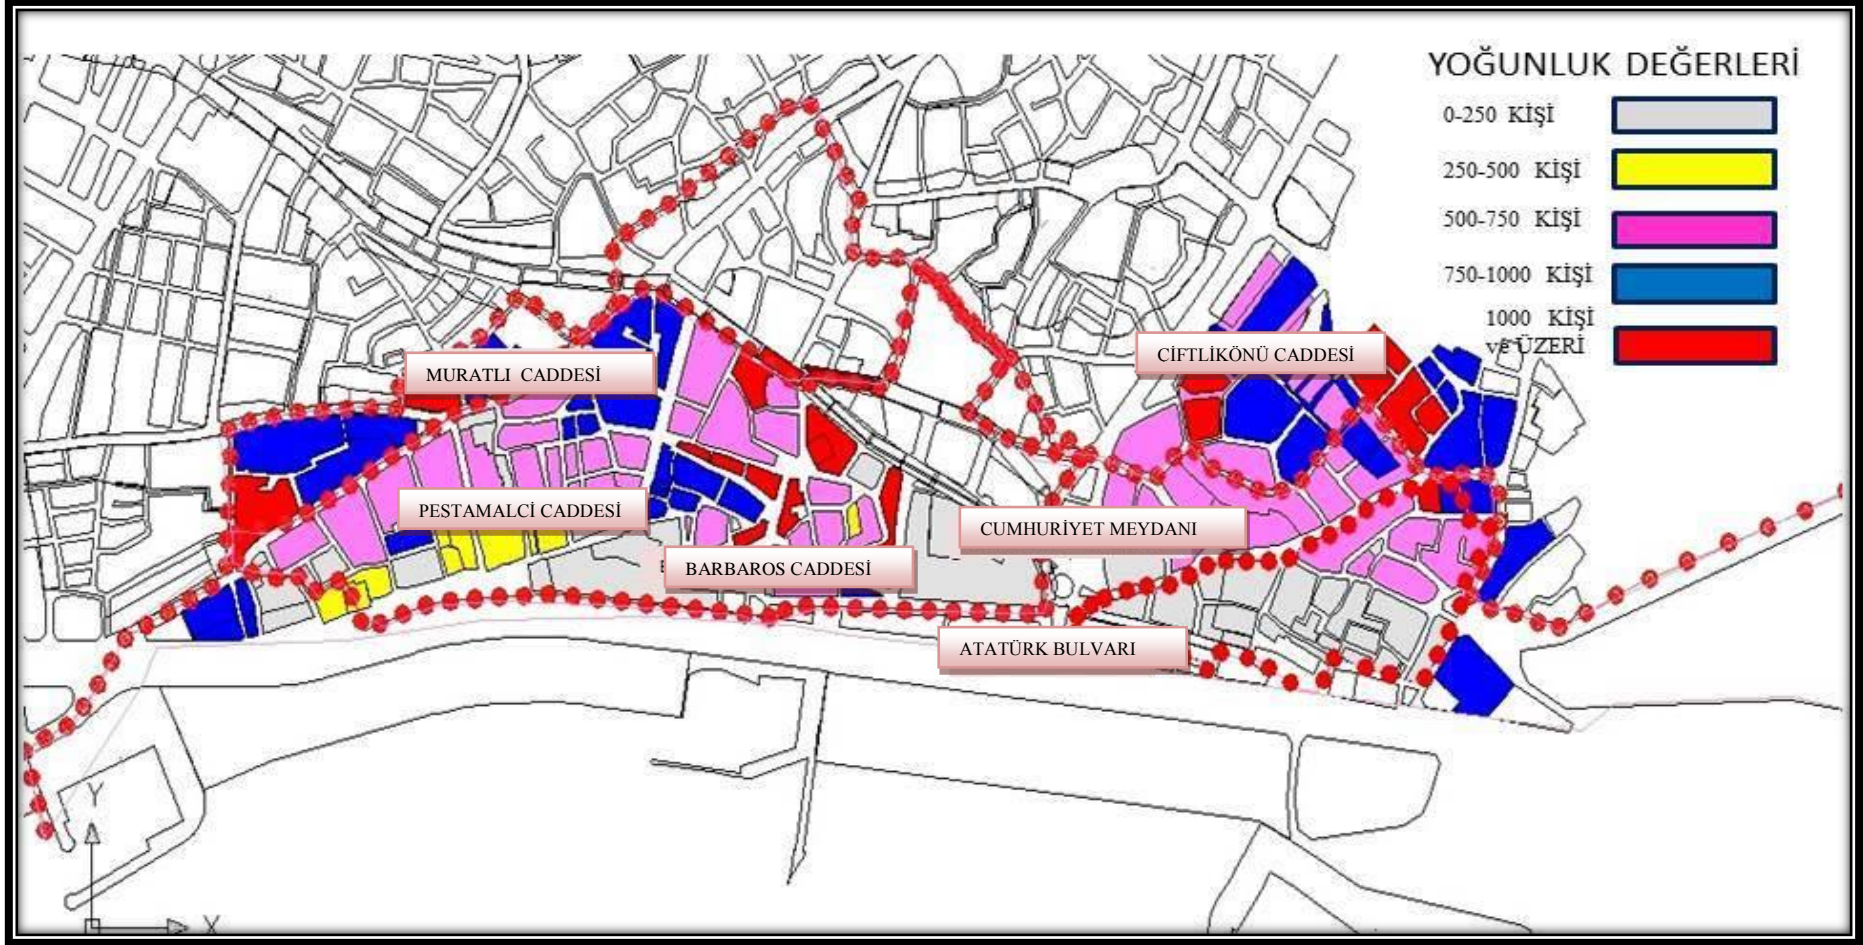 YOĞUNLUK DEĞERLERİ
0-250 KİŞİ
250-500 KİŞİ
500-750 KİŞİ
750-1000 KİŞİ
1000 KİŞİ
ve ÜZERİ
CİFTLİKÖNÜ CADDESİ
MURATLI CADDESİ
PESTAMALCİ CADDESİ
CUMHURİYET MEYDANI
BARBAROS CADDESİ
ATATÜRK BULVARI
Y
X